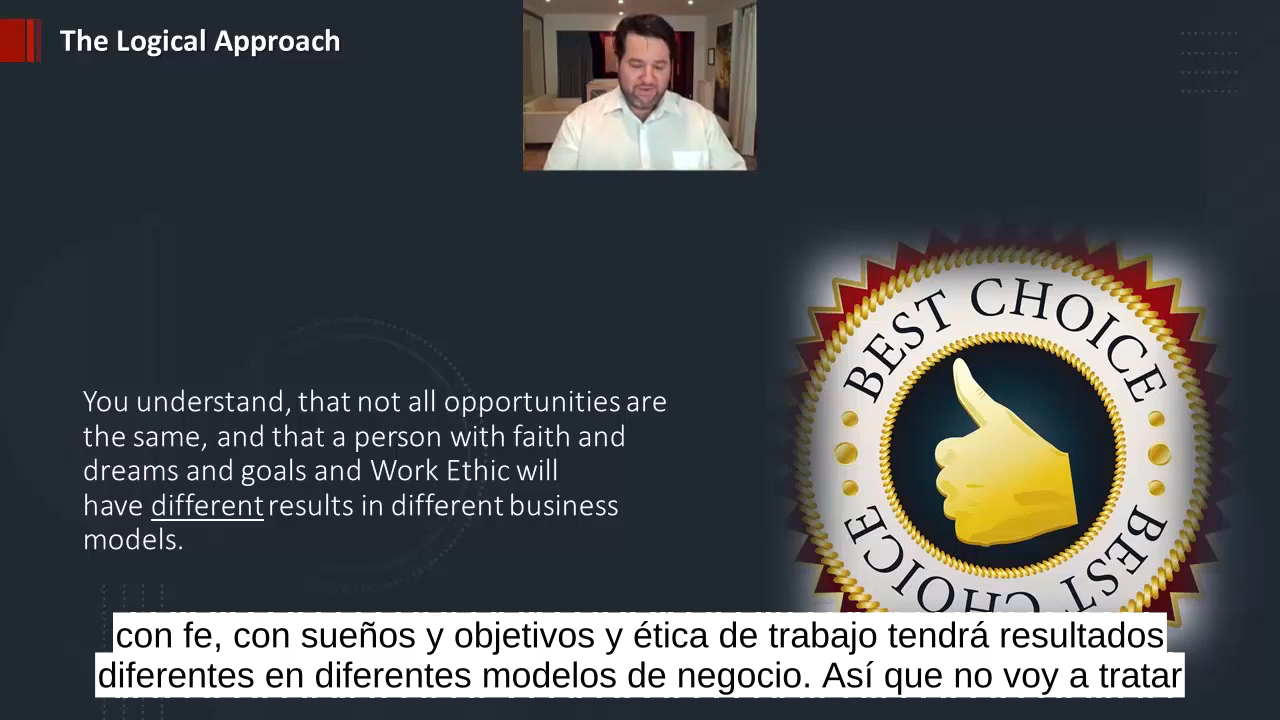 The Logical Approach
BEST CHOICE
You understand, that not all opportunities are
the same, and that a person with faith and
dreams and goals and Work Ethic will
have different results in different business
models.
BEST CHOICE
con fe, con sueños y objetivos y ética de trabajo tendrá resultados
diferentes en diferentes modelos de negocio. Así que no voy a tratar